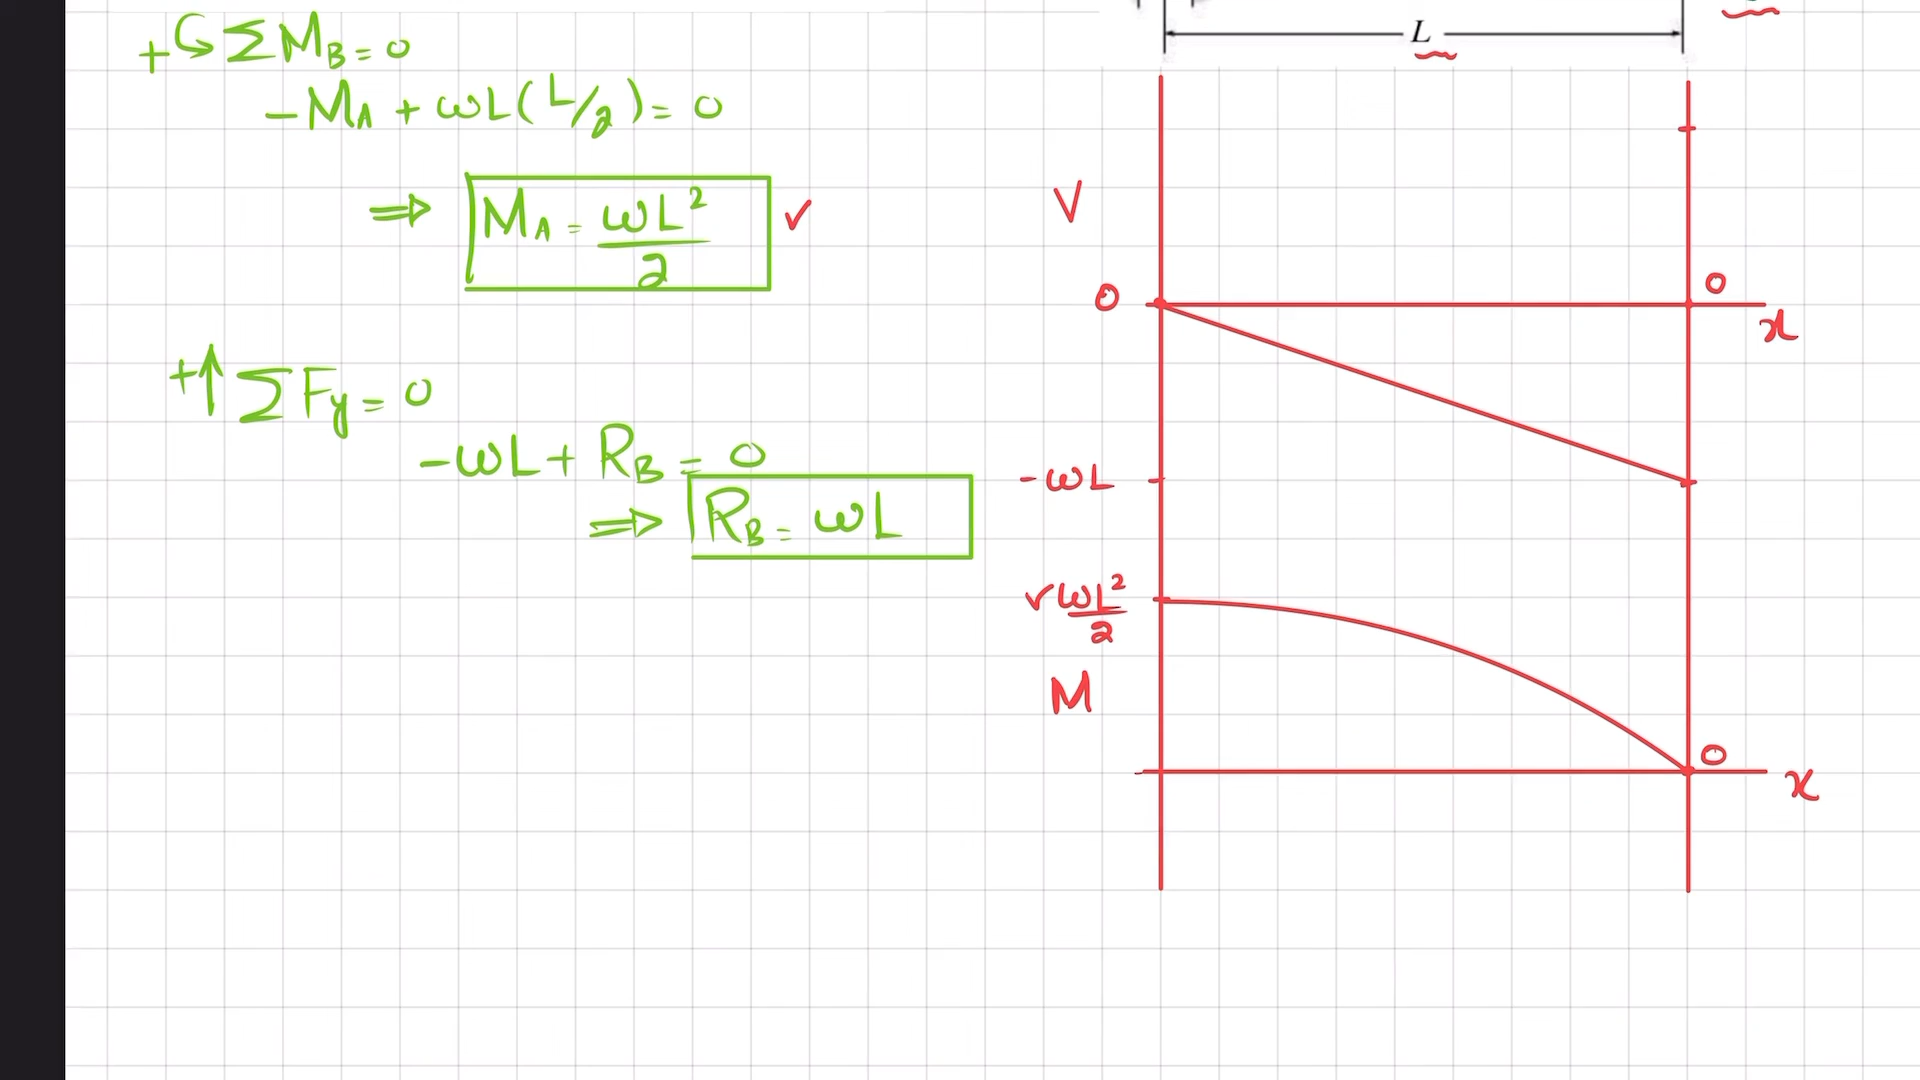 +↶ ΣM_B = 0
-M_A + ωL(L/2) = 0
⇒ M_A = ωL²/2 ✓
+↑ ΣFy = 0
-ωL + R_B = 0
⇒ R_B = ωL
L
V
0
0
x
-ωL
✓ωL²/2
M
0
x